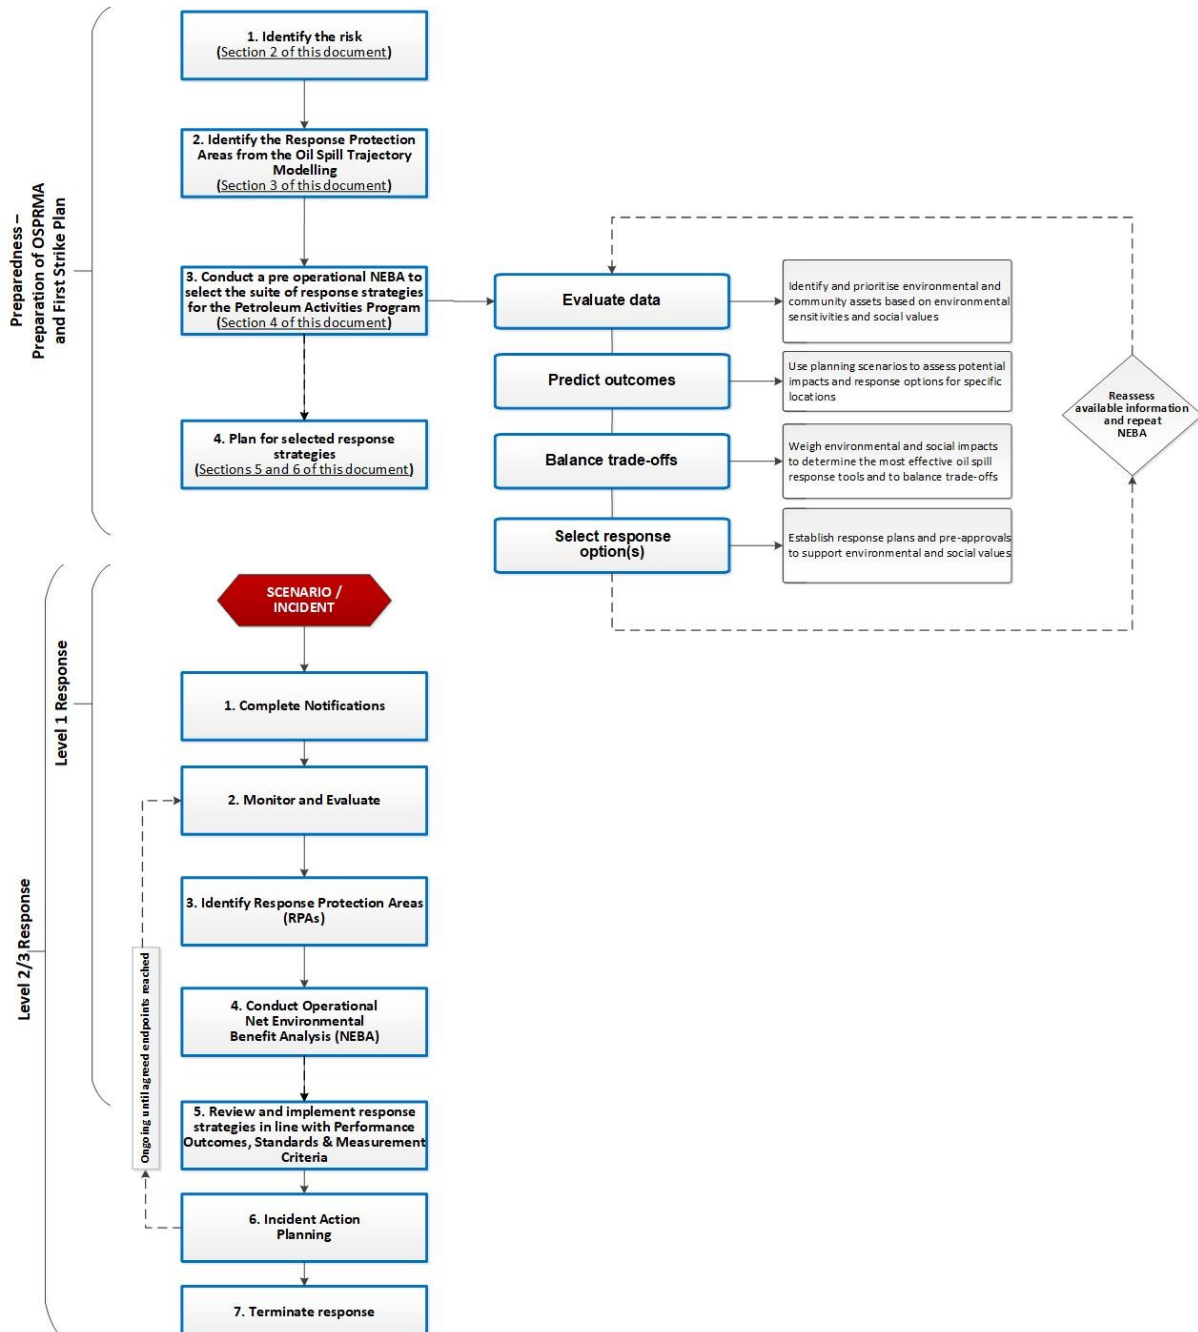 Preparedness –
Preparation of OSPRMA
and First Strike Plan
1. Identify the risk
(Section 2 of this document)
2. Identify the Response Protection
Areas from the Oil Spill Trajectory
Modelling
(Section 3 of this document)
3. Conduct a pre operational NEBA to
select the suite of response strategies
for the Petroleum Activities Program
(Section 4 of this document)
4. Plan for selected response
strategies
(Sections 5 and 6 of this document)
Evaluate data
Identify and prioritise environmental and
community assets based on environmental
sensitivities and social values
Predict outcomes
Use planning scenarios to assess potential
impacts and response options for specific
locations
Balance trade-offs
Weigh environmental and social impacts
to determine the most effective oil spill
response tools and to balance trade-offs
Select response
option(s)
Establish response plans and pre-approvals
to support environmental and social values
Reassess
available information
and repeat
NEBA
Level 2/3 Response
Level 1 Response
SCENARIO /
INCIDENT
1. Complete Notifications
2. Monitor and Evaluate
3. Identify Response Protection Areas
(RPAs)
4. Conduct Operational
Net Environmental
Benefit Analysis (NEBA)
5. Review and implement response
strategies in line with Performance
Outcomes, Standards & Measurement
Criteria
6. Incident Action
Planning
7. Terminate response
Ongoing until agreed endpoints reached